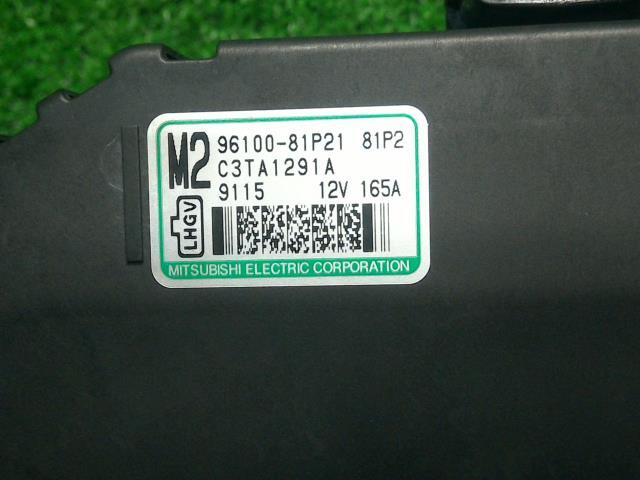 M2 96100-81P21 81P2
C3TA1291A
9115 12V 165A
LHGV
MITSUBISHI ELECTRIC CORPORATION